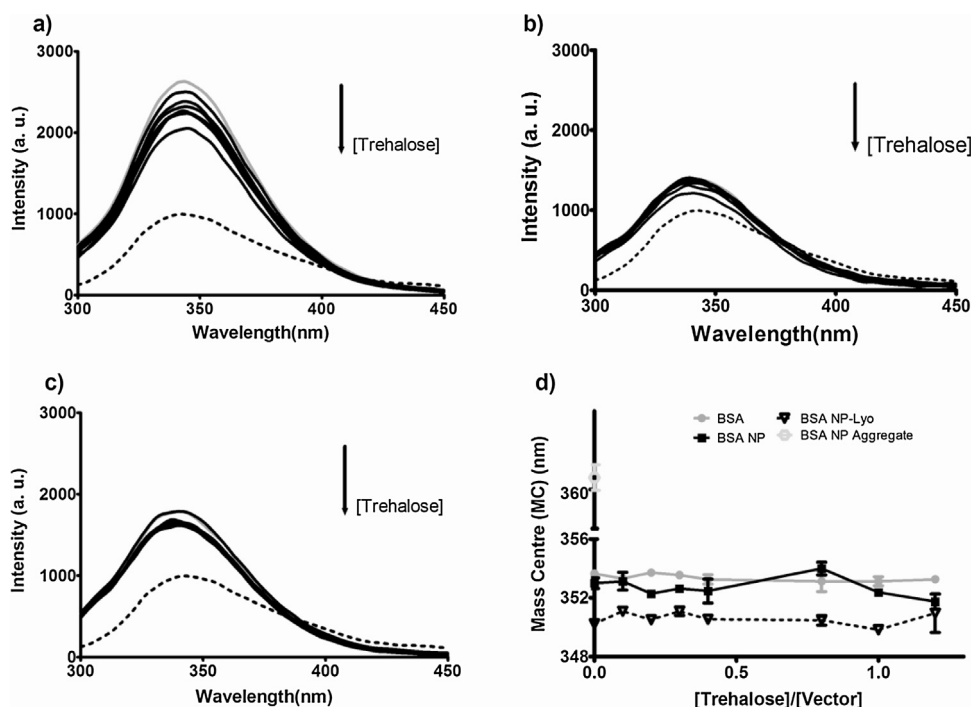 a)
3000
2000
1000
0
300
350
400
450
Intensity (a. u.)
Wavelength(nm)
[Trehalose]
b)
3000
2000
1000
0
300
350
400
450
Intensity (a. u.)
Wavelength(nm)
[Trehalose]
c)
3000
2000
1000
0
300
350
400
450
Intensity (a. u.)
Wavelength(nm)
[Trehalose]
d)
BSA
BSA NP
BSA NP-Lyo
BSA NP Aggregate
360
356
352
348
0.0
0.5
1.0
Mass Centre (MC) (nm)
[Trehalose]/[Vector]